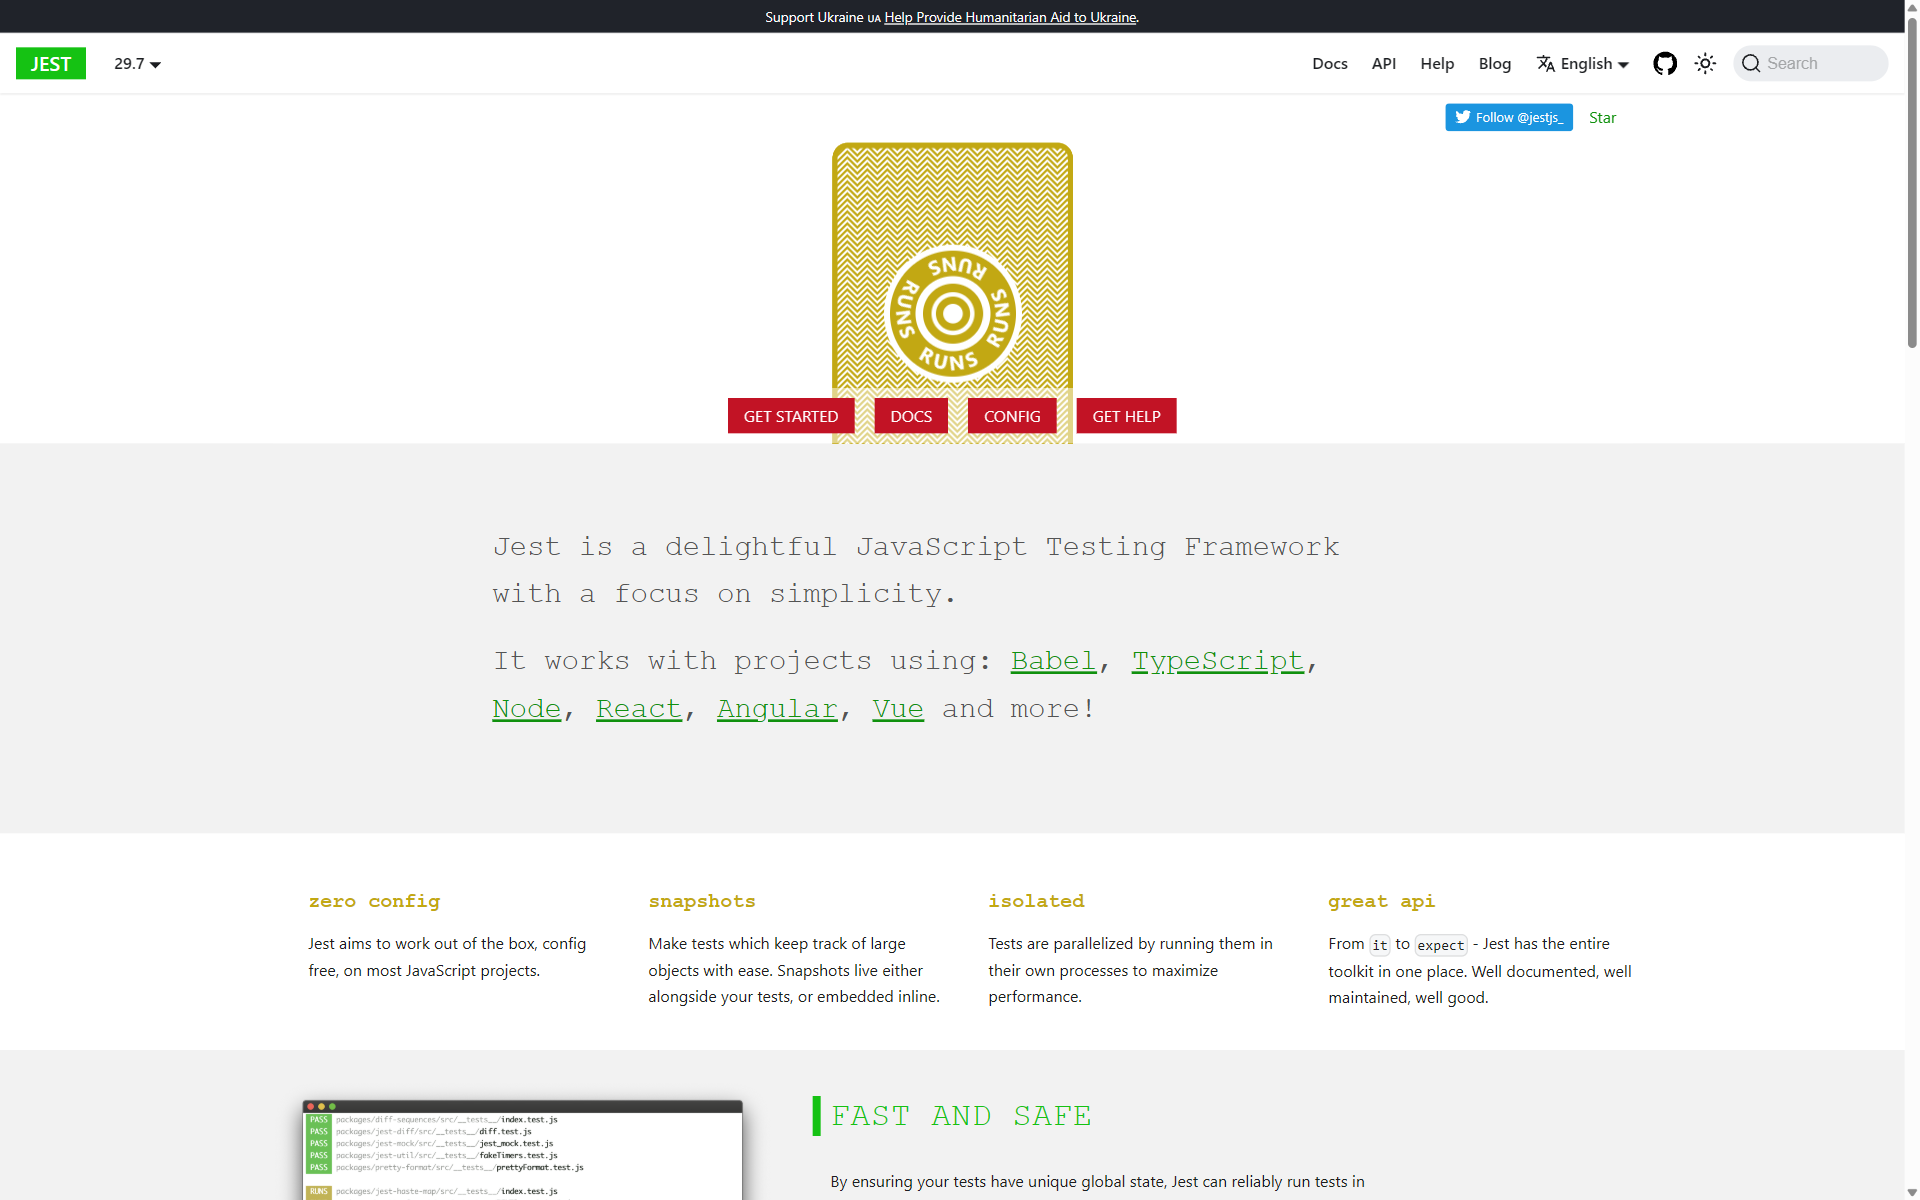 Support Ukraine UA Help Provide Humanitarian Aid to Ukraine.
JEST
29.7
Docs
API
Help
Blog
English
Search
Follow @jestjs_
Star
RUNS RUNS RUNS RUNS
GET STARTED
DOCS
CONFIG
GET HELP
Jest is a delightful JavaScript Testing Framework
with a focus on simplicity.
It works with projects using: Babel, TypeScript,
Node, React, Angular, Vue and more!
zero config
Jest aims to work out of the box, config
free, on most JavaScript projects.
snapshots
Make tests which keep track of large
objects with ease. Snapshots live either
alongside your tests, or embedded inline.
isolated
Tests are parallelized by running them in
their own processes to maximize
performance.
great api
From it to expect - Jest has the entire
toolkit in one place. Well documented, well
maintained, well good.
PASS packages/diff-sequences/src/__tests__/index.test.js
PASS packages/jest-diff/src/__tests__/diff.test.js
PASS packages/jest-mock/src/__tests__/jest_mock.test.js
PASS packages/jest-util/src/__tests__/fakeTimers.test.js
PASS packages/pretty-format/src/__tests__/prettyFormat.test.js
RUNS packages/jest-haste-map/src/__tests__/index.test.js
FAST AND SAFE
By ensuring your tests have unique global state, Jest can reliably run tests in